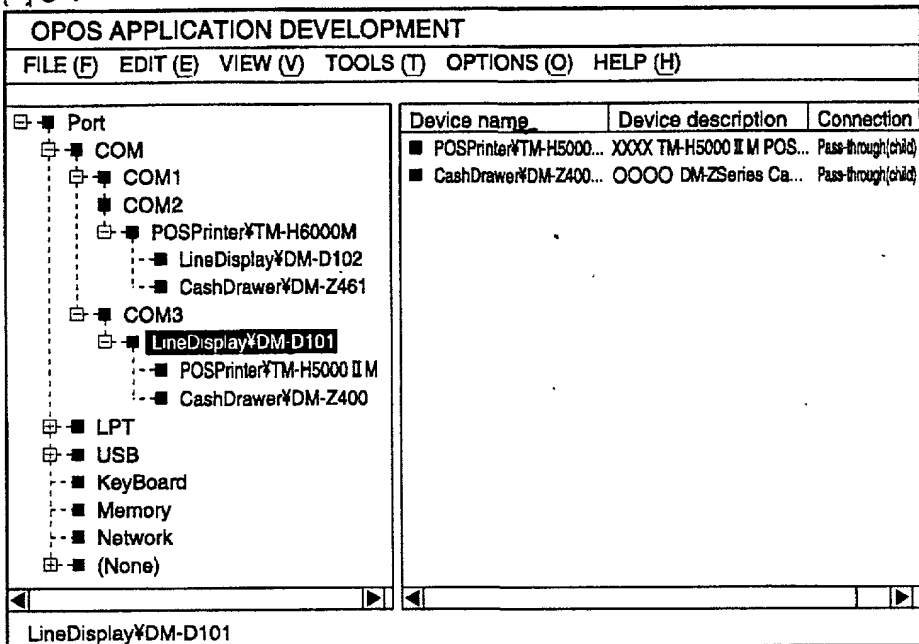 OPOS APPLICATION DEVELOPMENT
FILE (F) EDIT (E) VIEW (V) TOOLS (T) OPTIONS (O) HELP (H)
Port
COM
COM1
COM2
POSPrinter¥TM-H6000M
LineDisplay¥DM-D102
CashDrawer¥DM-Z461
COM3
LineDisplay¥DM-D101
POSPrinter¥TM-H5000 II M
CashDrawer¥DM-Z400
LPT
USB
KeyBoard
Memory
Network
(None)
Device name Device description Connection
POSPrinter¥TM-H5000... XXXX TM-H5000 II M POS... Pass-through(child)
CashDrawer¥DM-Z400... OOOO DM-ZSeries Ca... Pass-through(child)
LineDisplay¥DM-D101